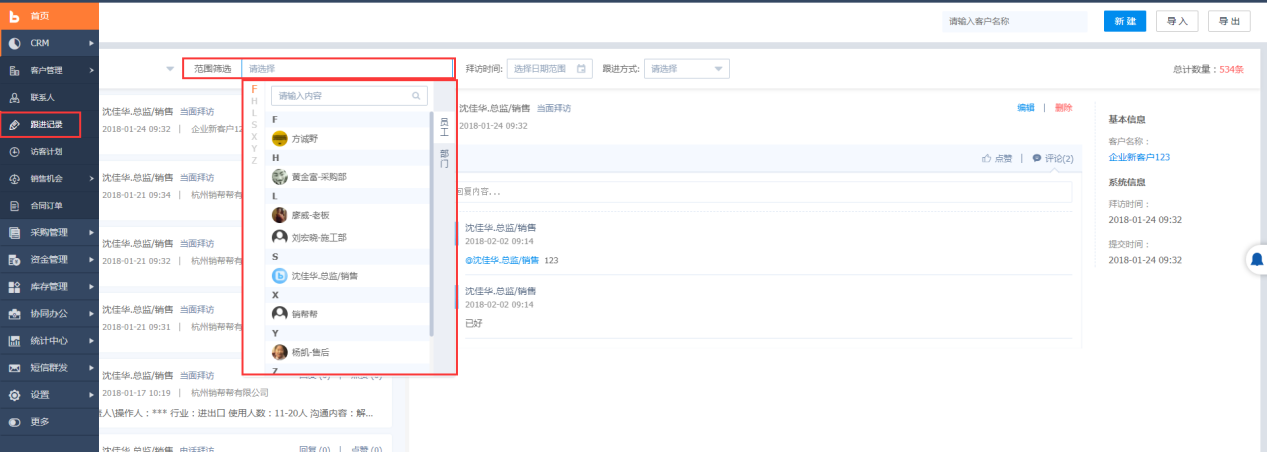 首页
请输入客户名称
新建
导入
导出
CRM
客户管理
联系人
跟进记录
访客计划
销售机会
合同订单
采购管理
资金管理
库存管理
协同办公
统计中心
短信群发
设置
更多
范围筛选
请选择
拜访时间:
选择日期范围
跟进方式:
请选择
总计数量：534条
沈佳华.总监/销售 当面拜访
2018-01-24 09:32 | 企业新客户12
沈佳华.总监/销售 当面拜访
2018-01-21 09:34 | 杭州销帮帮有
沈佳华.总监/销售 当面拜访
2018-01-21 09:32 | 杭州销帮帮有
沈佳华.总监/销售 当面拜访
2018-01-21 09:31 | 杭州销帮帮有
沈佳华.总监/销售 当面拜访
2018-01-17 10:19 | 杭州销帮帮有限公司
人\操作人：*** 行业：进出口 使用人数：11-20人 沟通内容：解...
沈佳华.总监/销售 电话拜访
回复(0) | 点赞(0)
F
H
L
S
X
Y
Z
请输入内容
F
方诚野
H
黄金富-采购部
L
廖威-老板
刘宏晓-施工部
S
沈佳华.总监/销售
X
销帮帮
Y
杨凯-售后
Z
员工
部门
沈佳华.总监/销售 当面拜访
编辑 | 删除
2018-01-24 09:32
点赞 | 评论(2)
回复内容...
沈佳华.总监/销售
2018-02-02 09:14
@沈佳华.总监/销售 123
沈佳华.总监/销售
2018-02-02 09:14
已好
基本信息
客户名称：
企业新客户123
系统信息
拜访时间：
2018-01-24 09:32
提交时间：
2018-01-24 09:32